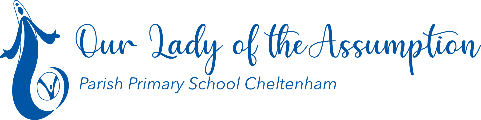 Our Lady of the Assumption
Parish Primary School Cheltenham